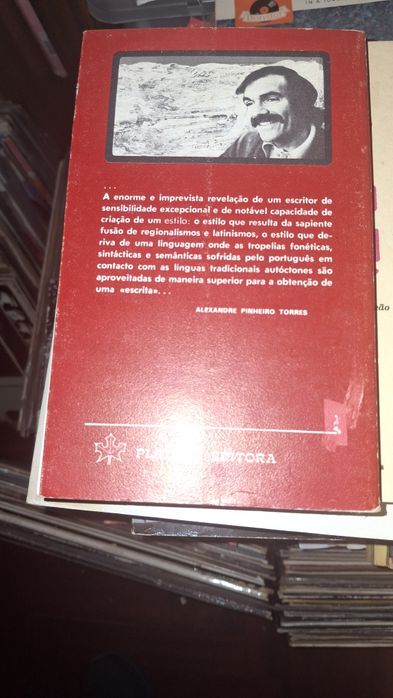 ...
A enorme e imprevista revelação de um escritor de
sensibilidade excepcional e de notável capacidade de
criação de um estilo: o estilo que resulta da sapiente
fusão de regionalismos e latinismos, o estilo que de-
riva de uma linguagem onde as tropelias fonéticas,
sintácticas e semânticas sofridas pelo português em
contacto com as línguas tradicionais autóctones são
aproveitadas de maneira superior para a obtenção de
uma «escrita»...
ALEXANDRE PINHEIRO TORRES
EDITORA